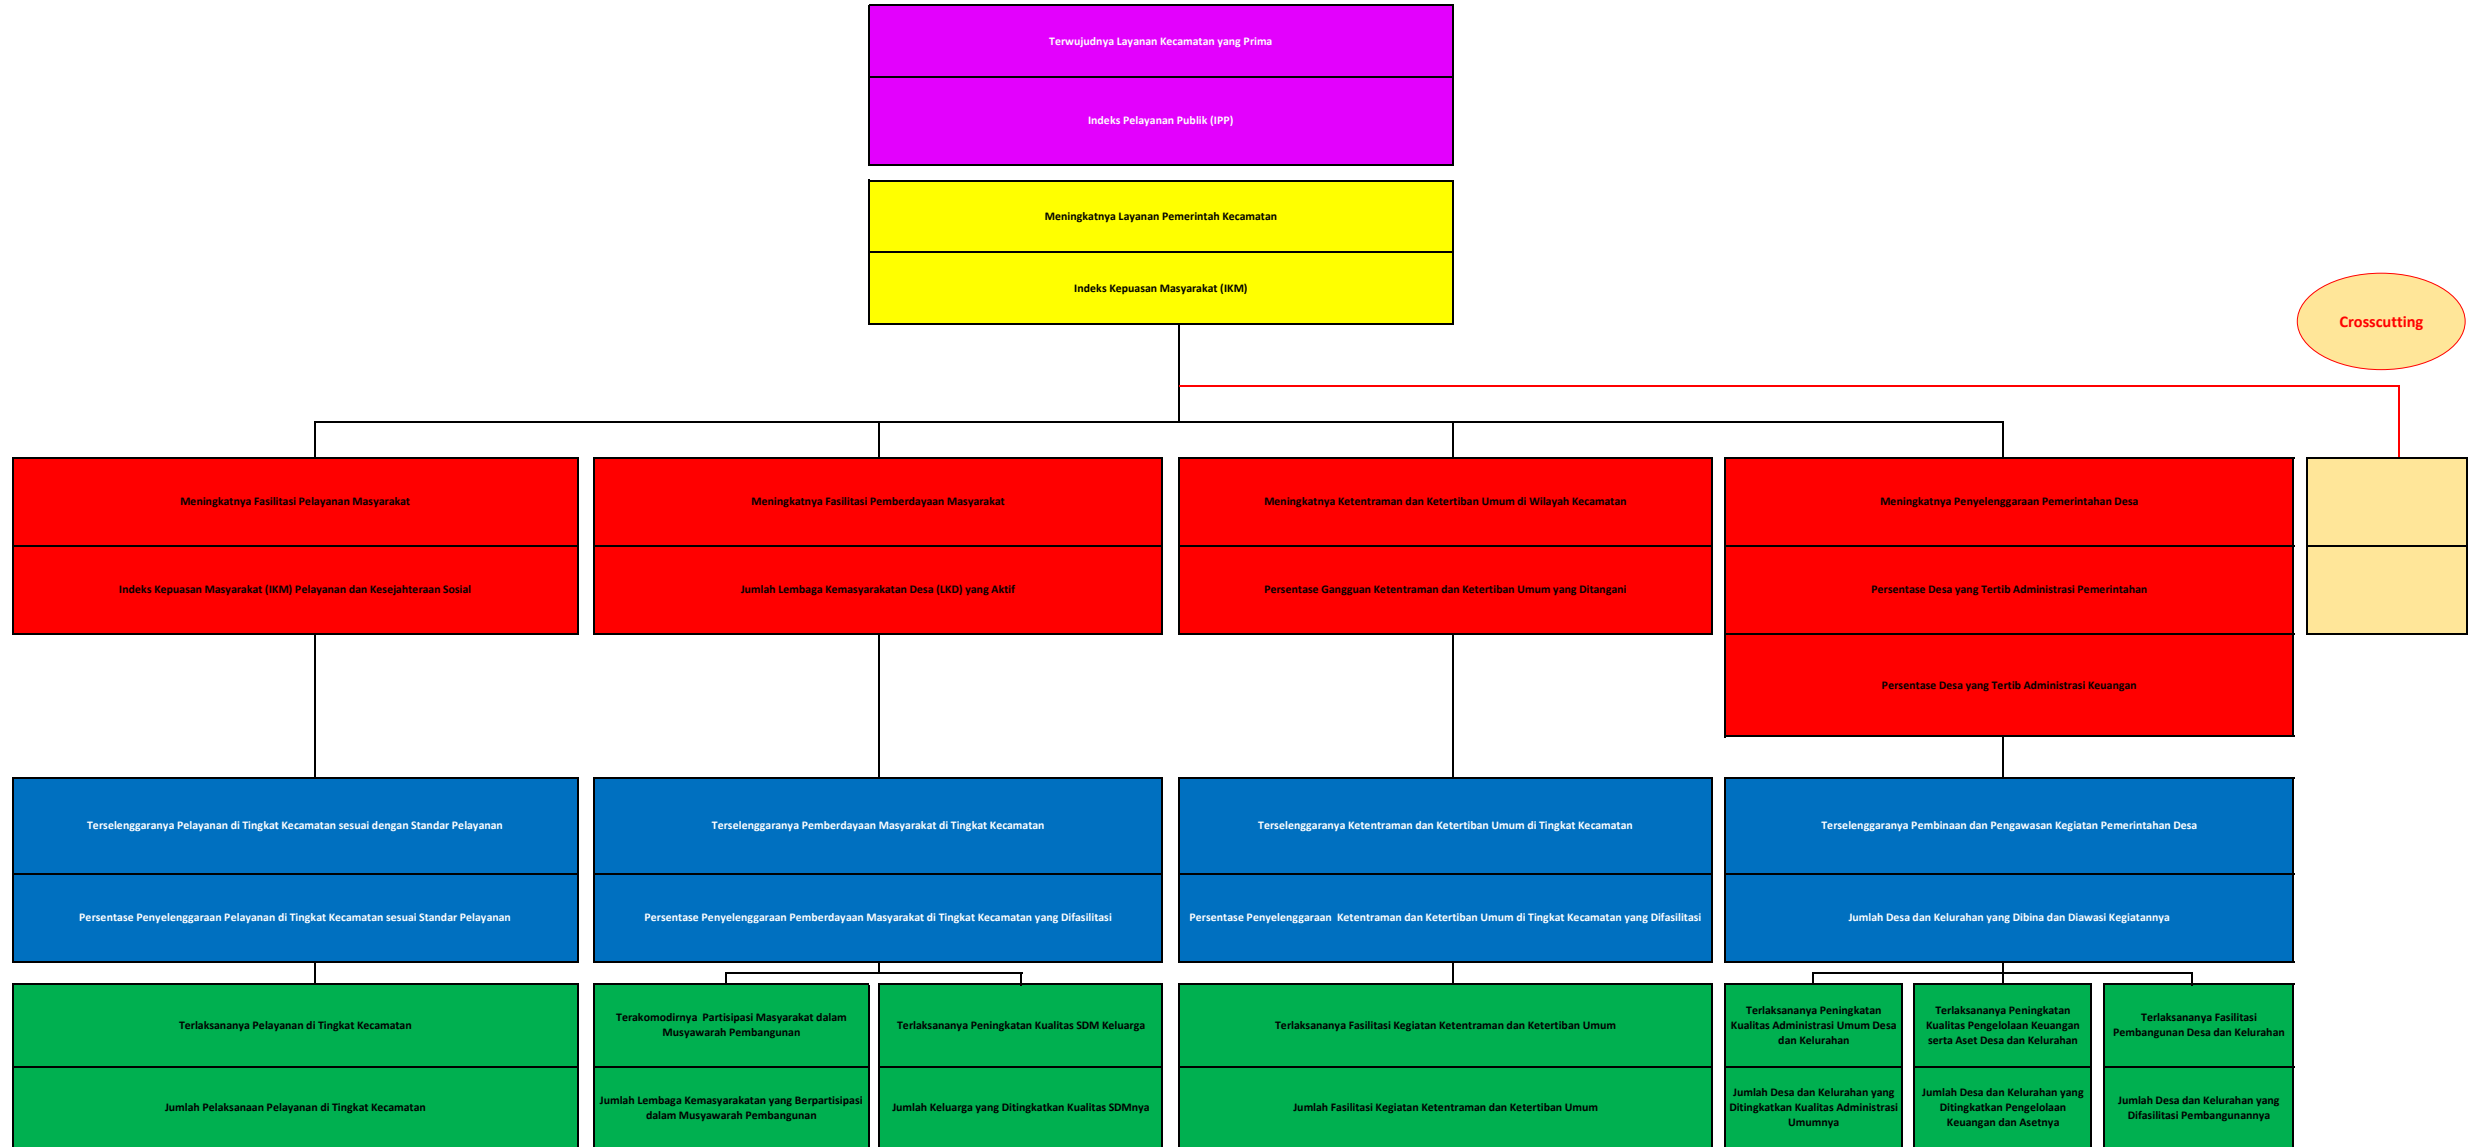 Terwujudnya Layanan Kecamatan yang Prima
Indeks Pelayanan Publik (IPP)
Meningkatnya Layanan Pemerintah Kecamatan
Indeks Kepuasan Masyarakat (IKM)
Crosscutting
Meningkatnya Fasilitasi Pelayanan Masyarakat
Meningkatnya Fasilitasi Pemberdayaan Masyarakat
Meningkatnya Ketentraman dan Ketertiban Umum di Wilayah Kecamatan
Meningkatnya Penyelenggaraan Pemerintahan Desa
Indeks Kepuasan Masyarakat (IKM) Pelayanan dan Kesejahteraan Sosial
Jumlah Lembaga Kemasyarakatan Desa (LKD) yang Aktif
Persentase Gangguan Ketentraman dan Ketertiban Umum yang Ditangani
Persentase Desa yang Tertib Administrasi Pemerintahan
Persentase Desa yang Tertib Administrasi Keuangan
Terselenggaranya Pelayanan di Tingkat Kecamatan sesuai dengan Standar Pelayanan
Terselenggaranya Pemberdayaan Masyarakat di Tingkat Kecamatan
Terselenggaranya Ketentraman dan Ketertiban Umum di Tingkat Kecamatan
Terselenggaranya Pembinaan dan Pengawasan Kegiatan Pemerintahan Desa
Persentase Penyelenggaraan Pelayanan di Tingkat Kecamatan sesuai Standar Pelayanan
Persentase Penyelenggaraan Pemberdayaan Masyarakat di Tingkat Kecamatan yang Difasilitasi
Persentase Penyelenggaraan  Ketentraman dan Ketertiban Umum di Tingkat Kecamatan yang Difasilitasi
Jumlah Desa dan Kelurahan yang Dibina dan Diawasi Kegiatannya
Terlaksananya Pelayanan di Tingkat Kecamatan
Terakomodirnya  Partisipasi Masyarakat dalam
Musyawarah Pembangunan
Terlaksananya Peningkatan Kualitas SDM Keluarga
Terlaksananya Fasilitasi Kegiatan Ketentraman dan Ketertiban Umum
Terlaksananya Peningkatan
Kualitas Administrasi Umum Desa
dan Kelurahan
Terlaksananya Peningkatan
Kualitas Pengelolaan Keuangan
serta Aset Desa dan Kelurahan
Terlaksananya Fasilitasi
Pembangunan Desa dan Kelurahan
Jumlah Pelaksanaan Pelayanan di Tingkat Kecamatan
Jumlah Lembaga Kemasyarakatan yang Berpartisipasi
dalam Musyawarah Pembangunan
Jumlah Keluarga yang Ditingkatkan Kualitas SDMnya
Jumlah Fasilitasi Kegiatan Ketentraman dan Ketertiban Umum
Jumlah Desa dan Kelurahan yang
Ditingkatkan Kualitas Administrasi
Umumnya
Jumlah Desa dan Kelurahan yang
Ditingkatkan Pengelolaan
Keuangan dan Asetnya
Jumlah Desa dan Kelurahan yang
Difasilitasi Pembangunannya